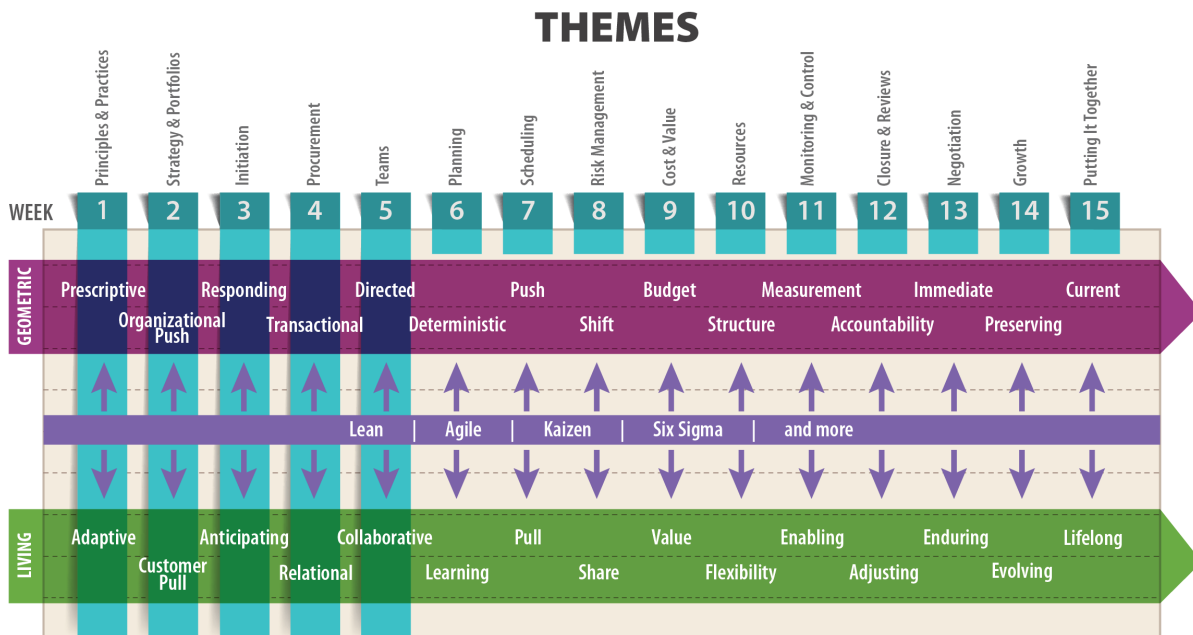 THEMES
Principles & Practices
Strategy & Portfolios
Initiation
Procurement
Teams
Planning
Scheduling
Risk Management
Cost & Value
Resources
Monitoring & Control
Closure & Reviews
Negotiation
Growth
Putting It Together
WEEK 1 2 3 4 5 6 7 8 9 10 11 12 13 14 15
GEOMETRIC
Prescriptive Responding Directed Push Budget Measurement Immediate Current
Organizational
Push
Transactional Deterministic Shift Structure Accountability Preserving
Lean | Agile | Kaizen | Six Sigma | and more
LIVING
Adaptive Anticipating Collaborative Pull Value Enabling Enduring Lifelong
Customer
Pull
Relational Learning Share Flexibility Adjusting Evolving